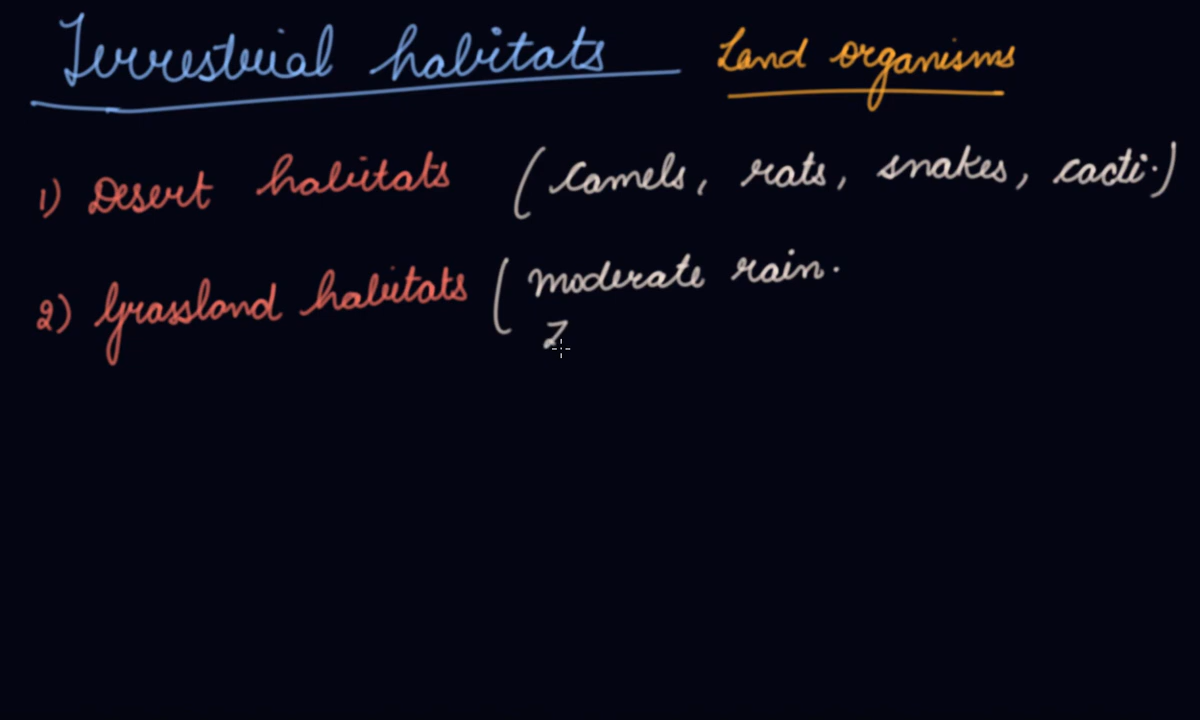 Terrestrial habitats Land organisms
1) Desert habitats (camels, rats, snakes, cacti.)
2) Grassland habitats (moderate rain.
Z